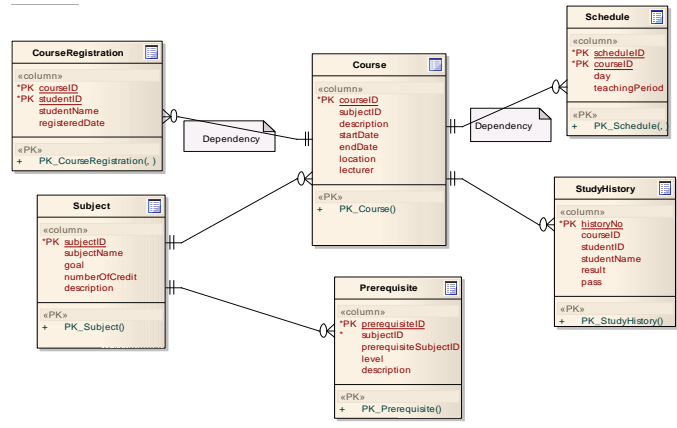 CourseRegistration
«column»
*PK courseID
*PK studentID
studentName
registeredDate
«PK»
+ PK_CourseRegistration(, )
Dependency
Course
«column»
*PK courseID
subjectID
description
startDate
endDate
location
lecturer
«PK»
+ PK_Course()
Dependency
Schedule
«column»
*PK scheduleID
*PK courseID
day
teachingPeriod
«PK»
+ PK_Schedule(, 
Subject
«column»
*PK subjectID
subjectName
goal
numberOfCredit
description
«PK»
+ PK_Subject()
Prerequisite
«column»
*PK prerequisiteID
* subjectID
prerequisiteSubjectID
level
description
«PK»
+ PK_Prerequisite()
StudyHistory
«column»
*PK historyNo
courseID
studentID
studentName
result
pass
«PK»
+ PK_StudyHistory()